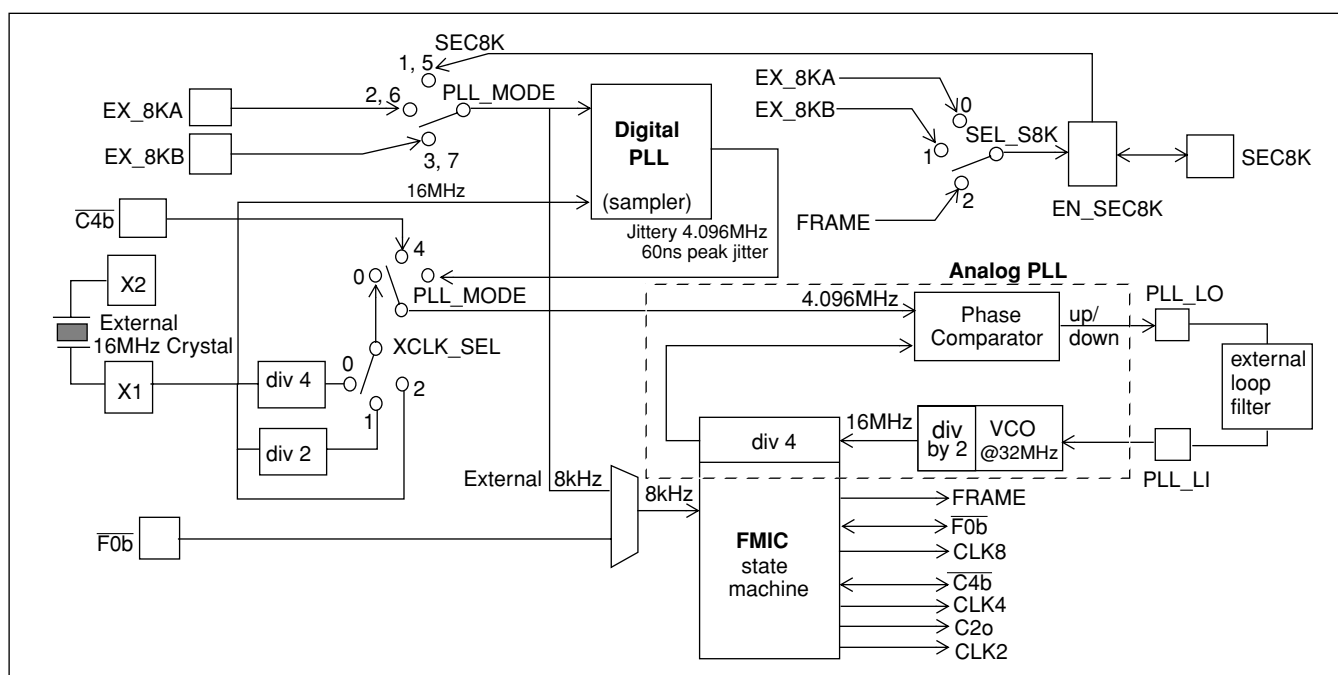 SEC8K
1, 5
EX_8KA
2, 6
PLL_MODE
EX_8KB
3, 7
Digital
PLL
(sampler)
16MHz
EX_8KA
0
EX_8KB
SEL_S8K
1
SEC8K
2
EN_SEC8K
FRAME
C4b
Jittery 4.096MHz
60ns peak jitter
4
0
PLL_MODE
X2
External
16MHz Crystal
X1
XCLK_SEL
0
div 4
2
1
div 2
Analog PLL
4.096MHz
Phase
Comparator
up/
down
PLL_LO
external
loop
filter
16MHz
div
by 2
VCO
@32MHz
PLL_LI
div 4
External
8kHz
8kHz
F0b
FMIC
state
machine
FRAME
F0b
CLK8
C4b
CLK4
C2o
CLK2